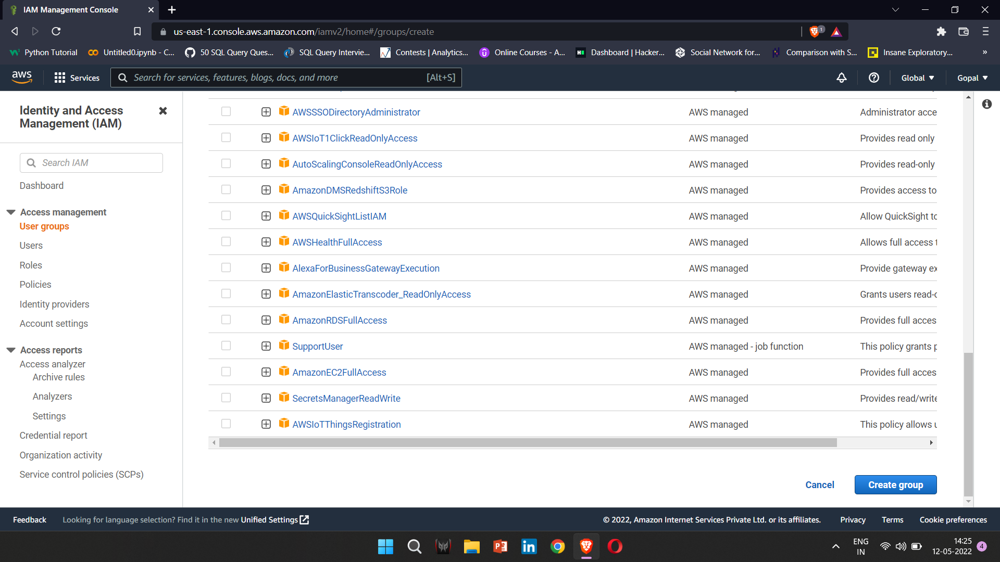 IAM Management Console
us-east-1.console.aws.amazon.com/iamv2/home#/groups/create
1
Python Tutorial
Untitled0.ipynb - C...
50 SQL Query Ques...
SQL Query Intervie...
Contests | Analytics...
Online Courses - A...
Dashboard | Hacker...
Social Network for...
Comparison with S...
Insane Exploratory...
»
aws
Services
Search for services, features, blogs, docs, and more
[Alt+S]
Global
Gopal
Identity and Access
Management (IAM)
Search IAM
Dashboard
Access management
User groups
Users
Roles
Policies
Identity providers
Account settings
Access reports
Access analyzer
Archive rules
Analyzers
Settings
Credential report
Organization activity
Service control policies (SCPs)
AWSSSODirectoryAdministrator AWS managed Administrator acce
AWSIoT1ClickReadOnlyAccess AWS managed Provides read only
AutoScalingConsoleReadOnlyAccess AWS managed Provides read-only
AmazonDMSRedshiftS3Role AWS managed Provides access to
AWSQuickSightListIAM AWS managed Allow QuickSight to
AWSHealthFullAccess AWS managed Allows full access t
AlexaForBusinessGatewayExecution AWS managed Provide gateway ex
AmazonElasticTranscoder_ReadOnlyAccess AWS managed Grants users read-o
AmazonRDSFullAccess AWS managed Provides full acces
SupportUser AWS managed - job function This policy grants p
AmazonEC2FullAccess AWS managed Provides full acces
SecretsManagerReadWrite AWS managed Provides read/write
AWSIoTThingsRegistration AWS managed This policy allows u
Cancel
Create group
Feedback
Looking for language selection? Find it in the new Unified Settings
© 2022, Amazon Internet Services Private Ltd. or its affiliates.
Privacy
Terms
Cookie preferences
ENG
IN
14:25
12-05-2022
4